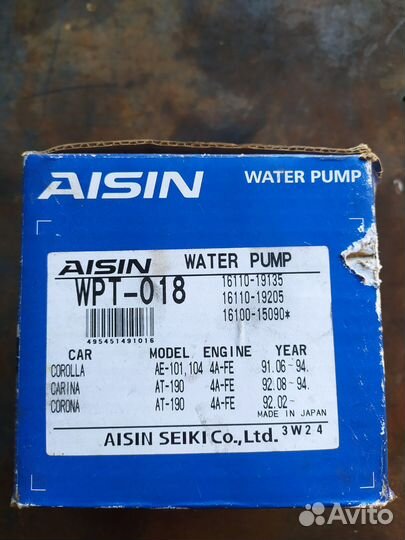 AISIN WATER PUMP
AISIN WATER PUMP
WPT-018 16110-19135
16110-19205
16100-15090*
495451491016
CAR MODEL ENGINE YEAR
COROLLA AE-101,104 4A-FE 91.06~94.
CARINA AT-190 4A-FE 92.08~94.
CORONA AT-190 4A-FE 92.02~
MADE IN JAPAN
AISIN SEIKI Co., Ltd. 3W24
Avito